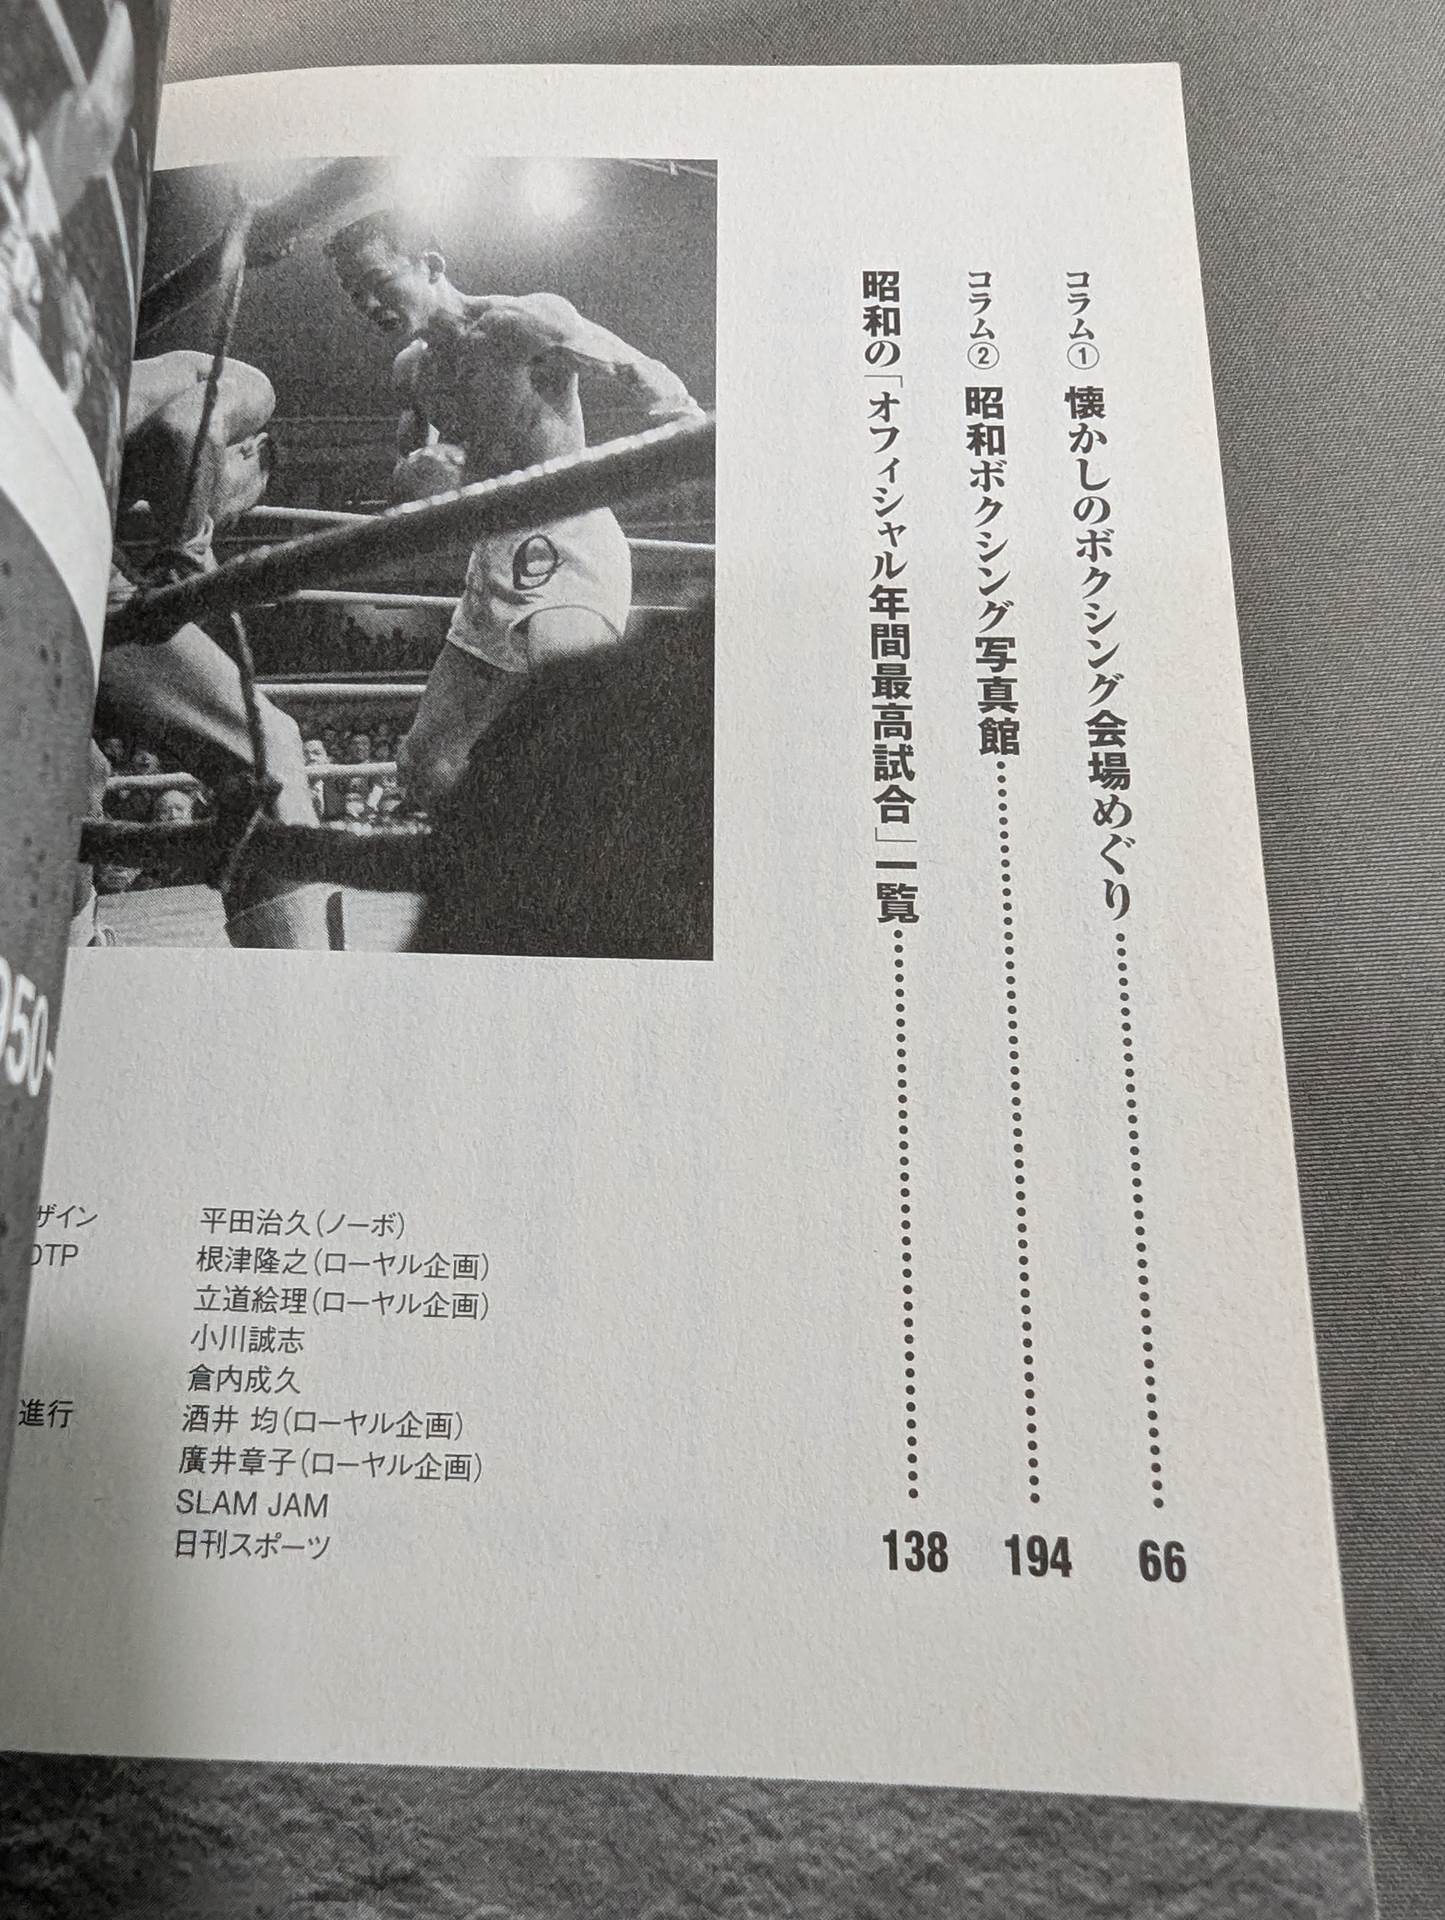 コラム① 懐かしのボクシング会場めぐり……66
コラム② 昭和ボクシング写真館……194
昭和の「オフィシャル年間最高試合」一覧……138
950
ザイン 平田治久(ノーボ)
DTP 根津隆之(ローヤル企画)
立道絵理(ローヤル企画)
小川誠志
倉内成久
進行 酒井 均(ローヤル企画)
廣井章子(ローヤル企画)
SLAM JAM
日刊スポーツ